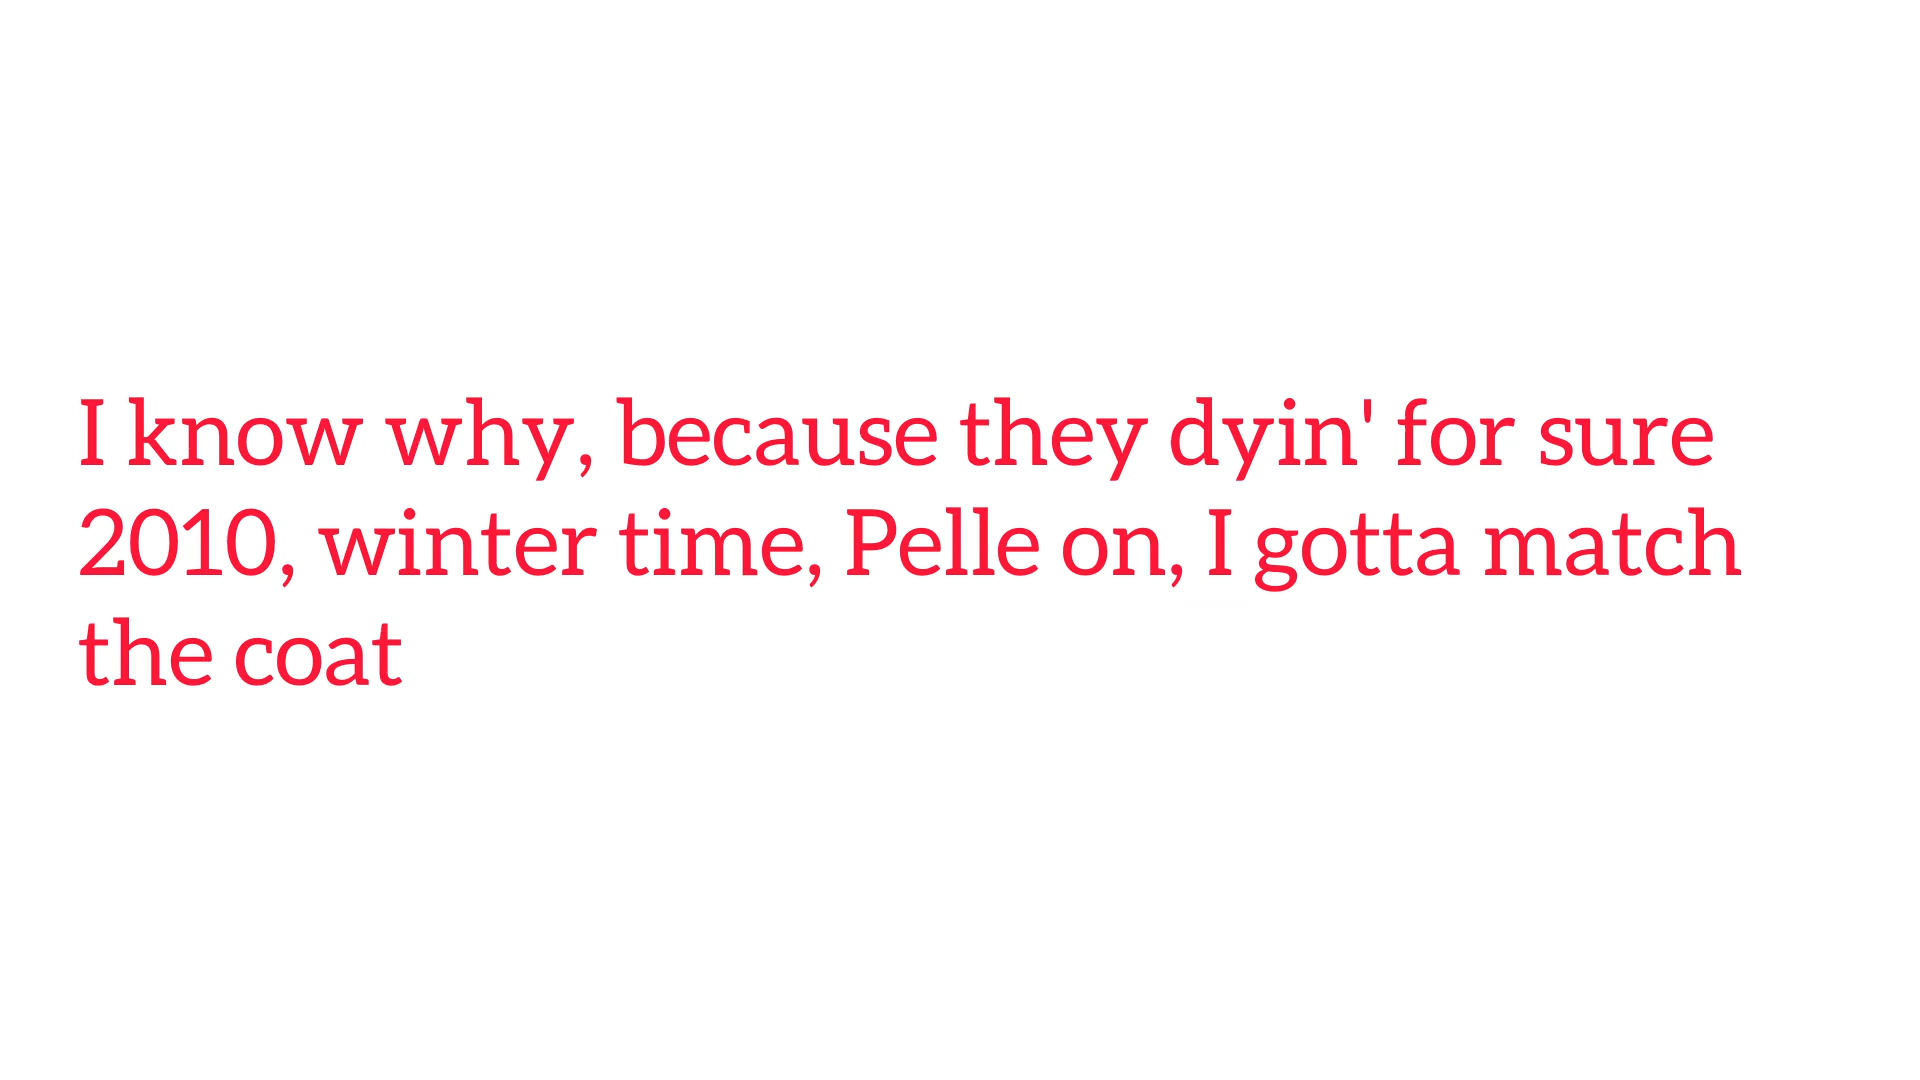 I know why, because they dyin' for sure
2010, winter time, Pelle on, I gotta match
the coat